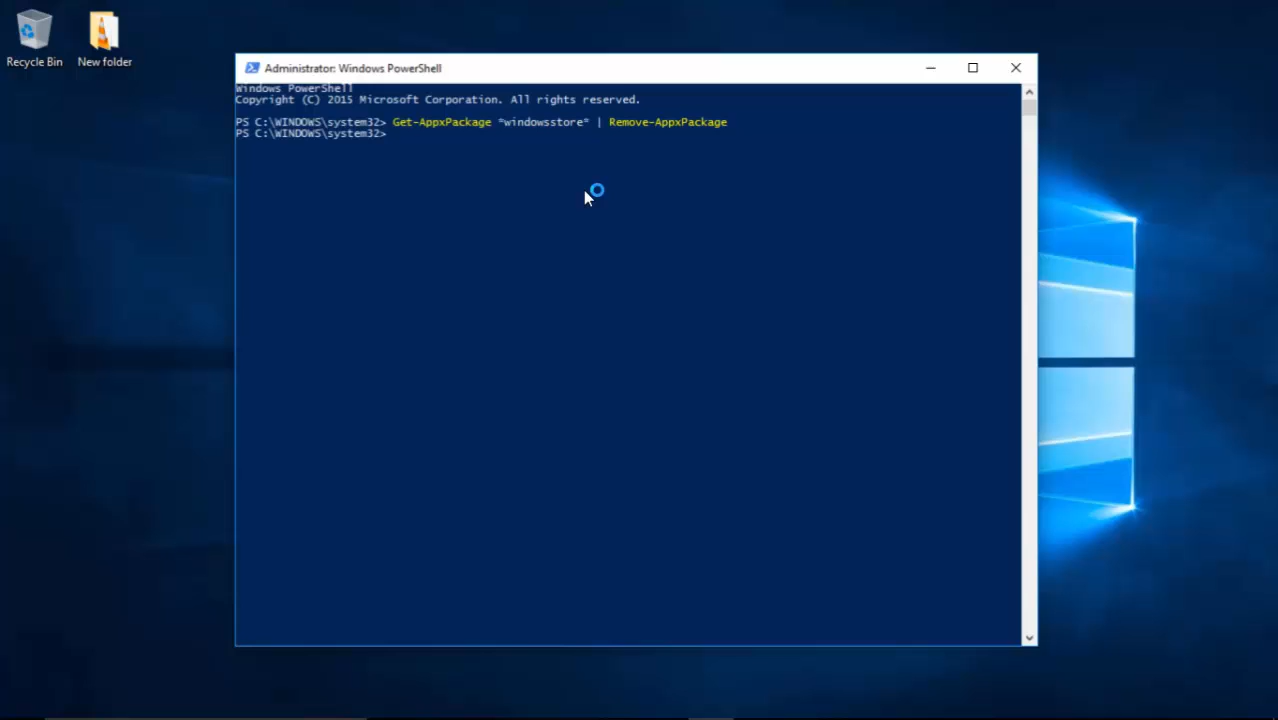 Recycle Bin
New folder
Administrator: Windows PowerShell
Windows PowerShell
Copyright (C) 2015 Microsoft Corporation. All rights reserved.
PS C:\WINDOWS\system32> Get-AppxPackage *windowsstore* | Remove-AppxPackage
PS C:\WINDOWS\system32>